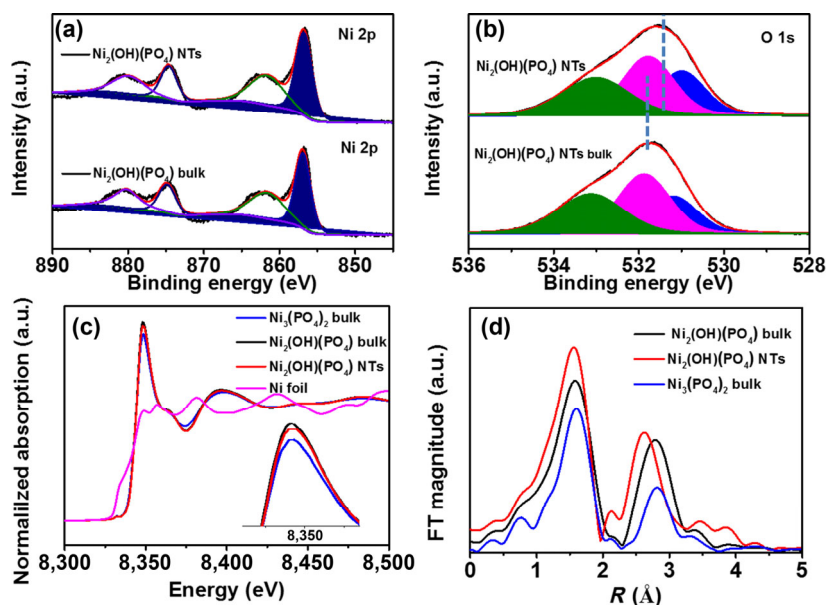 (a)
Ni₂(OH)(PO₄) NTs
Ni 2p
Ni₂(OH)(PO₄) bulk
Ni 2p
Intensity (a.u.)
890 880 870 860 850
Binding energy (eV)
(b)
O 1s
Ni₂(OH)(PO₄) NTs
Ni₂(OH)(PO₄) NTs bulk
Intensity (a.u.)
536 534 532 530 528
Binding energy (eV)
(c)
Ni₃(PO₄)₂ bulk
Ni₂(OH)(PO₄) bulk
Ni₂(OH)(PO₄) NTs
Ni foil
8,350
Normalilized absorption (a.u.)
8,300 8,350 8,400 8,450 8,500
Energy (eV)
(d)
Ni₂(OH)(PO₄) bulk
Ni₂(OH)(PO₄) NTs
Ni₃(PO₄)₂ bulk
FT magnitude (a.u.)
0 1 2 3 4 5
R (Å)